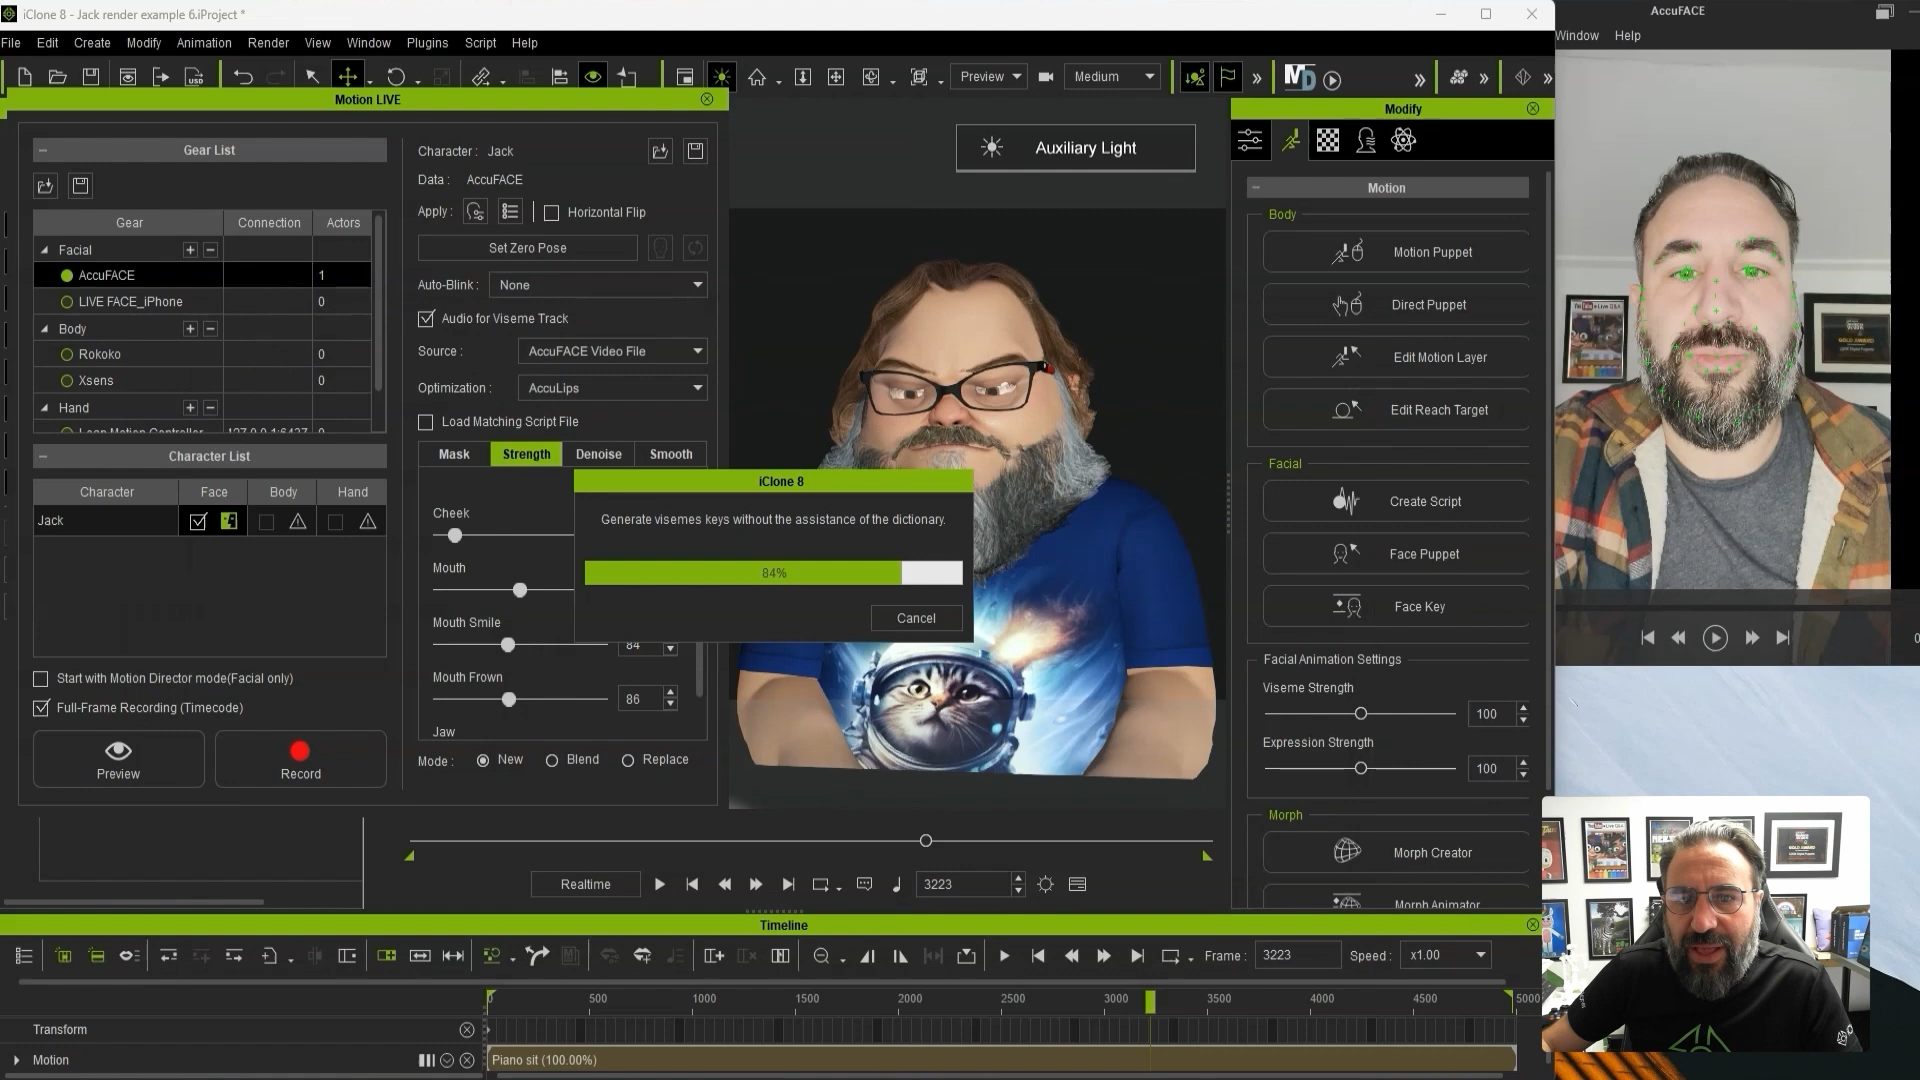 iClone 8 - Jack render example 6.iProject *
File Edit Create Modify Animation Render View Window Plugins Script Help
Preview
Medium
Motion LIVE
Gear List
Gear Connection Actors
Facial
AccuFACE 1
LIVE FACE_iPhone 0
Body
Rokoko 0
Xsens 0
Hand
Character List
Character Face Body Hand
Jack
Start with Motion Director mode(Facial only)
Full-Frame Recording (Timecode)
Preview
Record
Character : Jack
Data : AccuFACE
Apply : Horizontal Flip
Set Zero Pose
Auto-Blink : None
Audio for Viseme Track
Source : AccuFACE Video File
Optimization : AccuLips
Load Matching Script File
Mask Strength Denoise Smooth
Cheek
Mouth
Mouth Smile
84
Mouth Frown
86
Jaw
Mode : New Blend Replace
iClone 8
Generate visemes keys without the assistance of the dictionary.
84%
Cancel
Auxiliary Light
Modify
Motion
Body
Motion Puppet
Direct Puppet
Edit Motion Layer
Edit Reach Target
Facial
Create Script
Face Puppet
Face Key
Facial Animation Settings
Viseme Strength
100
Expression Strength
100
Morph
Morph Creator
Morph Animator
AccuFACE
Window Help
Realtime
3223
Timeline
Frame : 3223 Speed : x1.00
0 500 1000 1500 2000 2500 3000 3500 4000 4500 5000
Transform
Motion
Piano sit (100.00%)